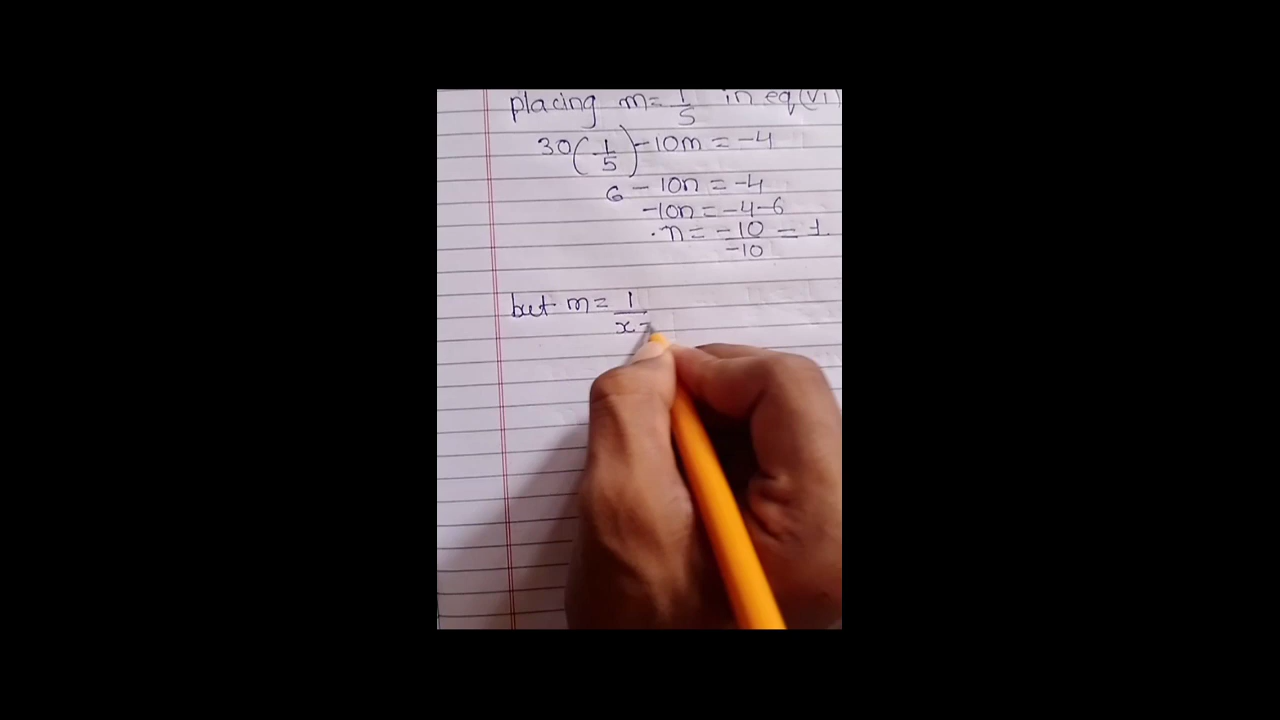 placing m = 1/5 in eq(VI)
30(1/5) - 10m = -4
6 - 10n = -4
-10n = -4-6
.n = -10/-10 = 1.
but m = 1/x-